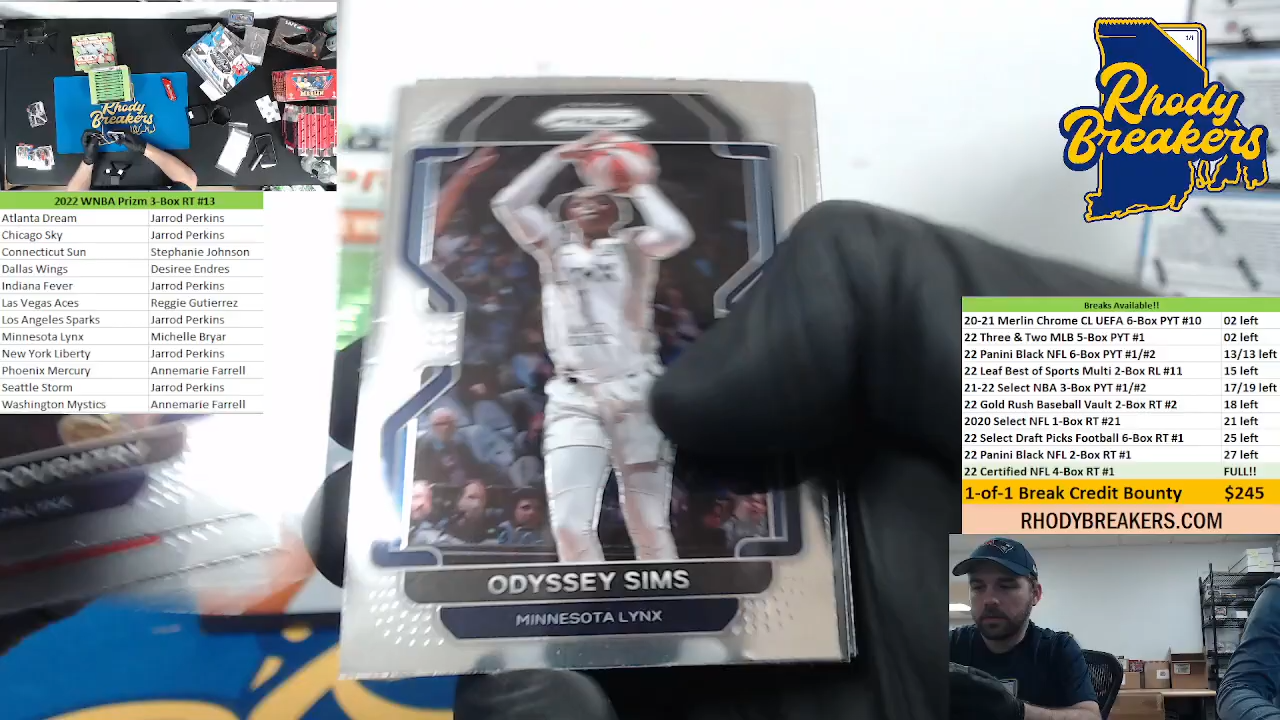 2022 WNBA Prizm 3-Box RT #13
Atlanta Dream Jarrod Perkins
Chicago Sky Jarrod Perkins
Connecticut Sun Stephanie Johnson
Dallas Wings Desiree Endres
Indiana Fever Jarrod Perkins
Las Vegas Aces Reggie Gutierrez
Los Angeles Sparks Jarrod Perkins
Minnesota Lynx Michelle Bryar
New York Liberty Jarrod Perkins
Phoenix Mercury Annemarie Farrell
Seattle Storm Jarrod Perkins
Washington Mystics Annemarie Farrell
Rhody
Breakers
PRIZM
ODYSSEY SIMS
MINNESOTA LYNX
1/1
Rhody
Breakers
Breaks Available!!
20-21 Merlin Chrome CL UEFA 6-Box PYT #10 02 left
22 Three & Two MLB 5-Box PYT #1 02 left
22 Panini Black NFL 6-Box PYT #1/#2 13/13 left
22 Leaf Best of Sports Multi 2-Box RL #11 15 left
21-22 Select NBA 3-Box PYT #1/#2 17/19 left
22 Gold Rush Baseball Vault 2-Box RT #2 18 left
2020 Select NFL 1-Box RT #21 21 left
22 Select Draft Picks Football 6-Box RT #1 25 left
22 Panini Black NFL 2-Box RT #1 27 left
22 Certified NFL 4-Box RT #1 FULL!!
1-of-1 Break Credit Bounty $245
RHODYBREAKERS.COM